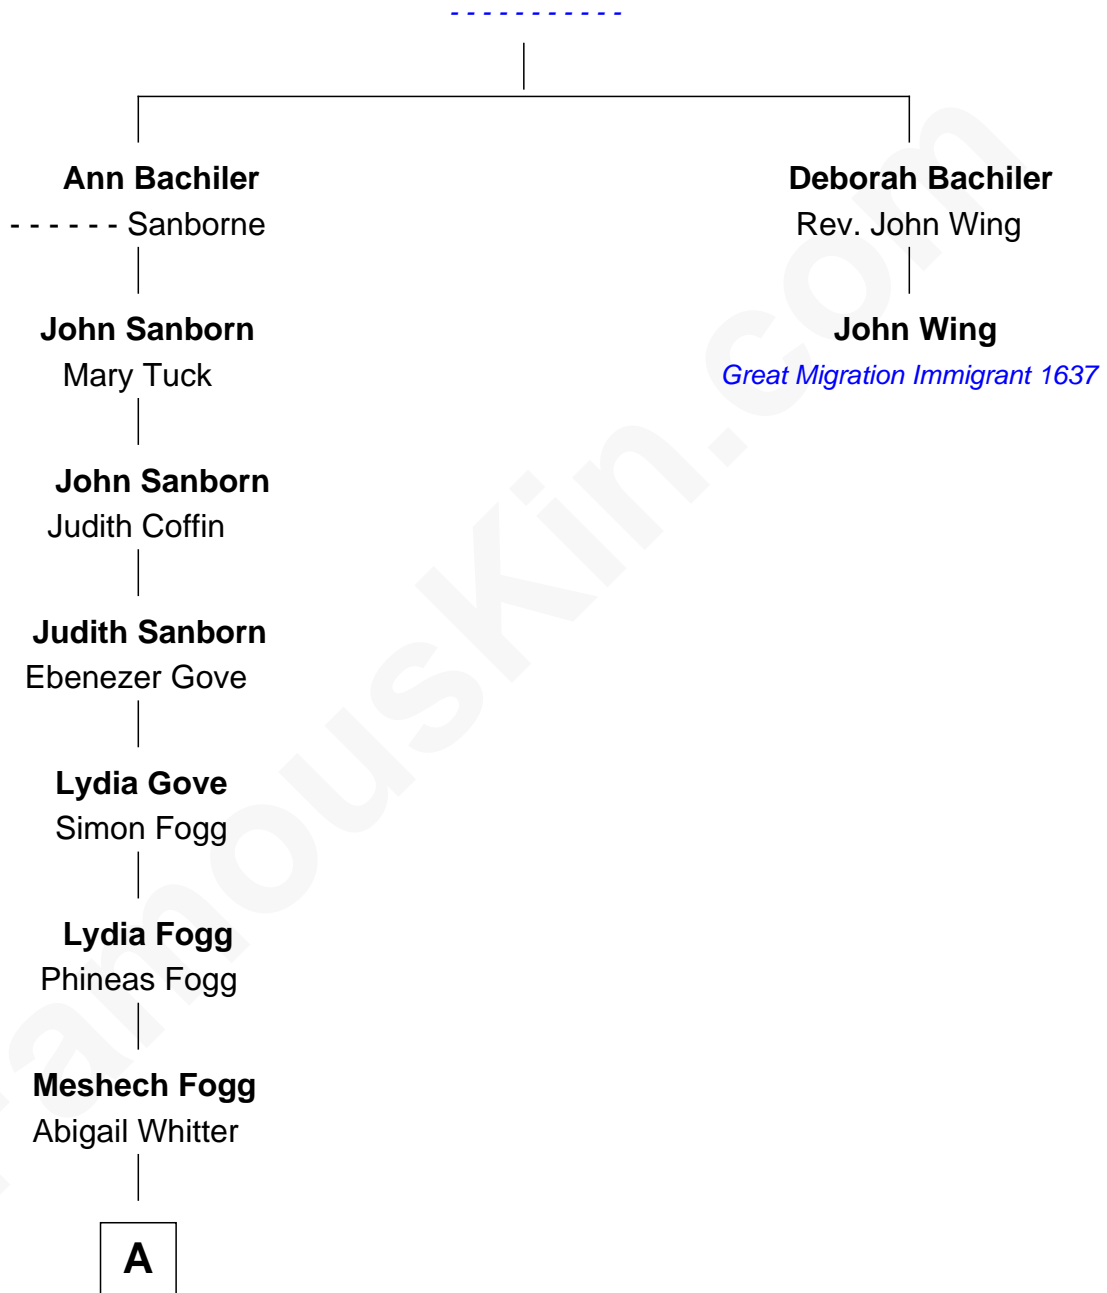 - - - - - - - - - - -
Ann Bachiler
- - - - - - Sanborne
Deborah Bachiler
Rev. John Wing
John Sanborn
Mary Tuck
John Wing
Great Migration Immigrant 1637
John Sanborn
Judith Coffin
Judith Sanborn
Ebenezer Gove
Lydia Gove
Simon Fogg
Lydia Fogg
Phineas Fogg
Meshech Fogg
Abigail Whitter
A
FamousKin.com